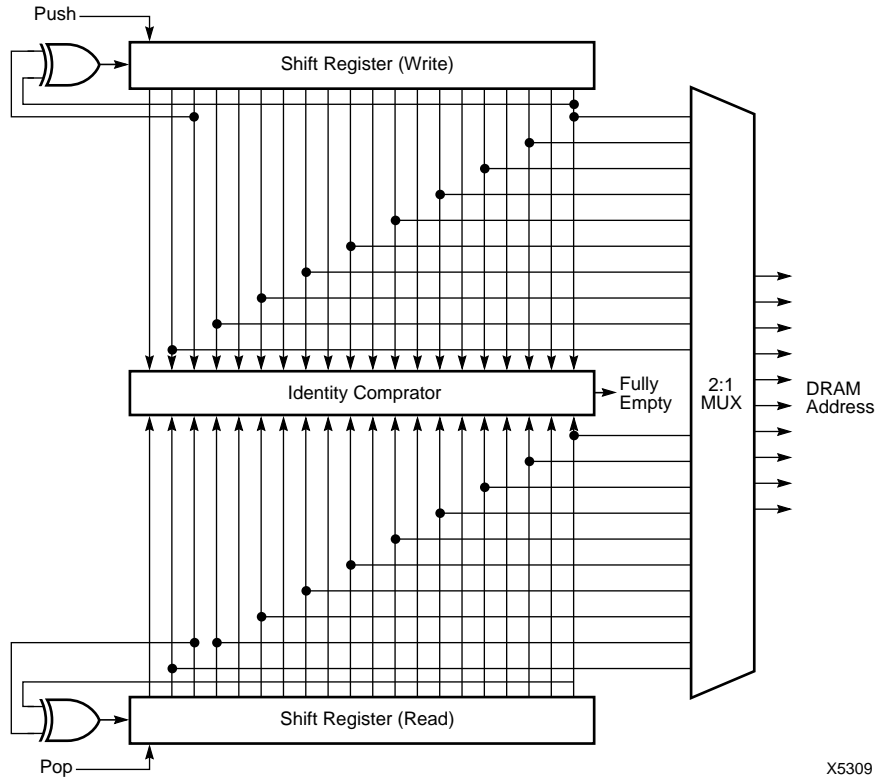 Push
Shift Register (Write)
Identity Comprator
Fully
Empty
2:1
MUX
DRAM
Address
Shift Register (Read)
Pop
X5309